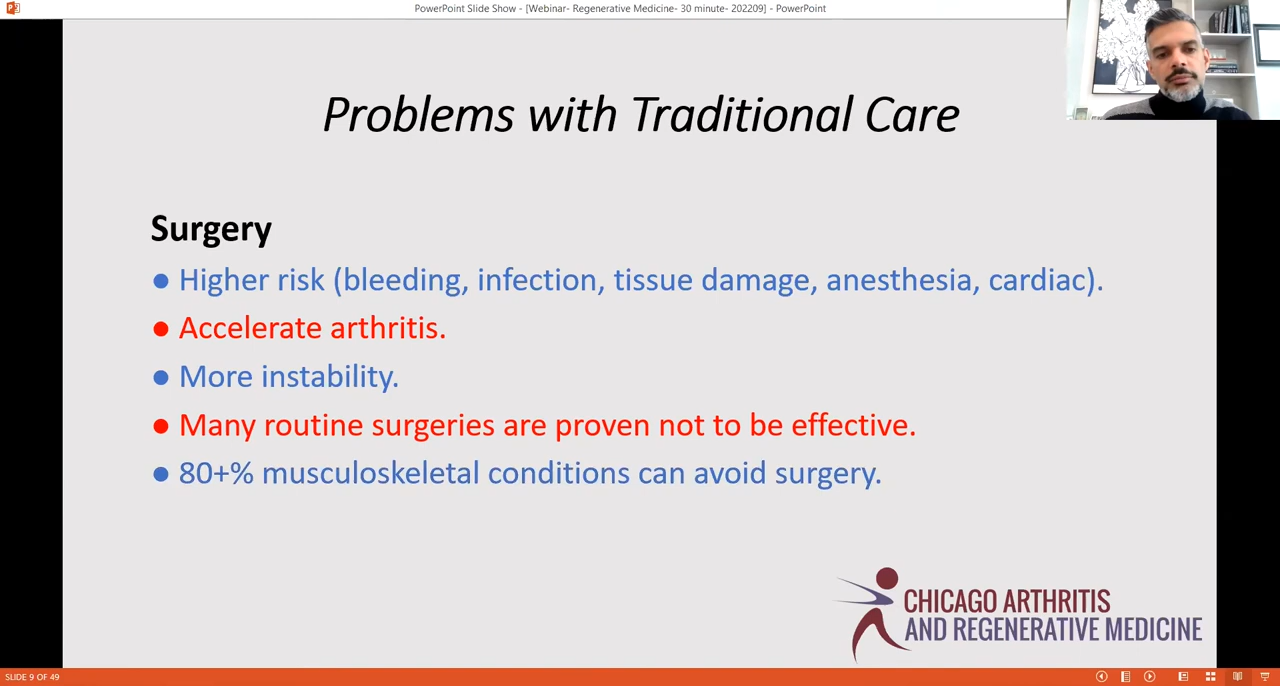 PowerPoint Slide Show - [Webinar- Regenerative Medicine- 30 minute- 202209] - PowerPoint
Problems with Traditional Care
Surgery
● Higher risk (bleeding, infection, tissue damage, anesthesia, cardiac).
● Accelerate arthritis.
● More instability.
● Many routine surgeries are proven not to be effective.
● 80+% musculoskeletal conditions can avoid surgery.
CHICAGO ARTHRITIS
AND REGENERATIVE MEDICINE
SLIDE 9 OF 49